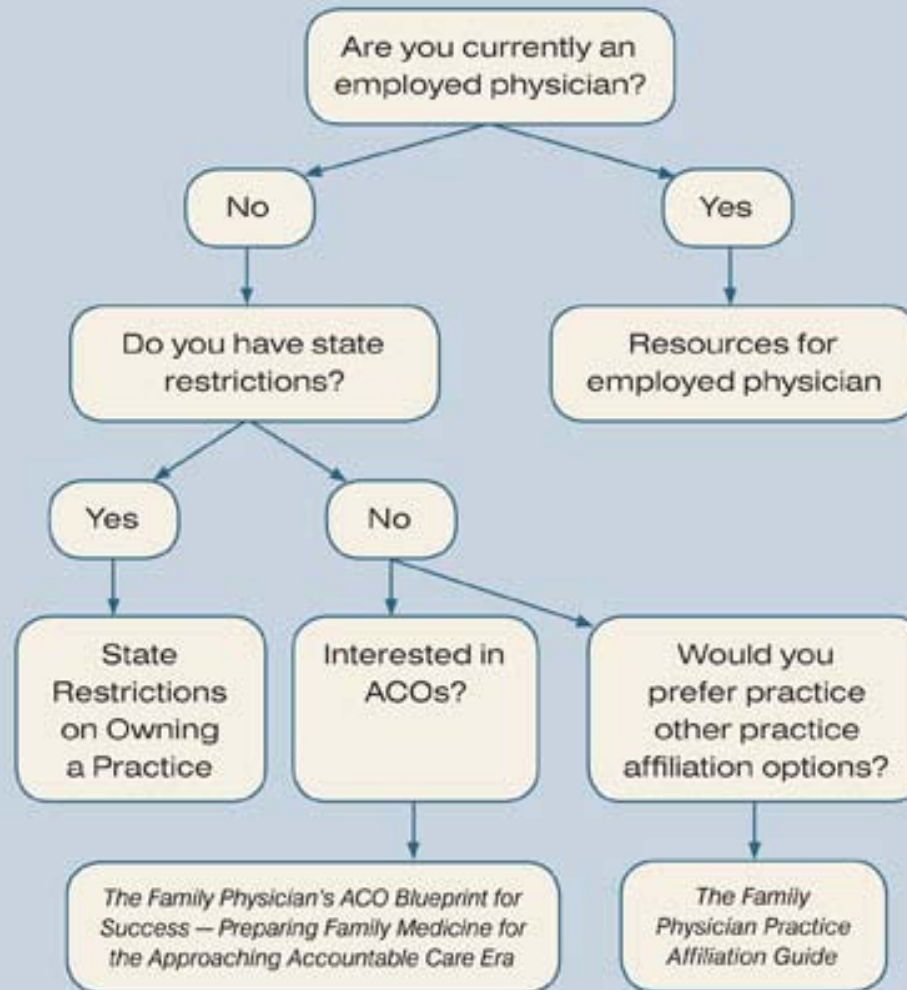 Are you currently an
employed physician?
No
Yes
Do you have state
restrictions?
Resources for
employed physician
Yes
No
State
Restrictions
on Owning
a Practice
Interested in
ACOs?
Would you
prefer practice
other practice
affiliation options?
The Family Physician's ACO Blueprint for
Success — Preparing Family Medicine for
the Approaching Accountable Care Era
The Family
Physician Practice
Affiliation Guide